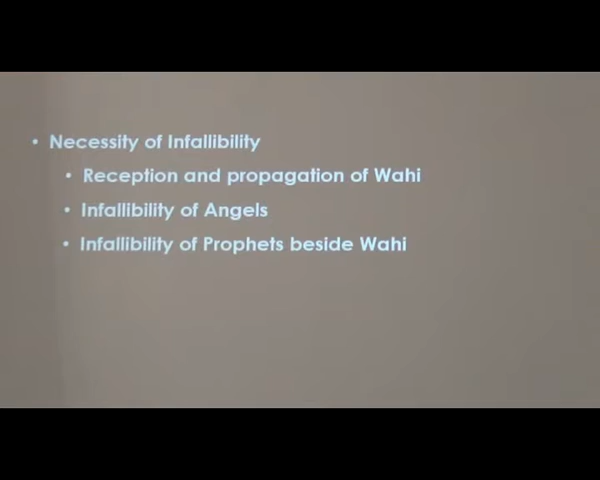 • Necessity of Infallibility
• Reception and propagation of Wahi
• Infallibility of Angels
• Infallibility of Prophets beside Wahi